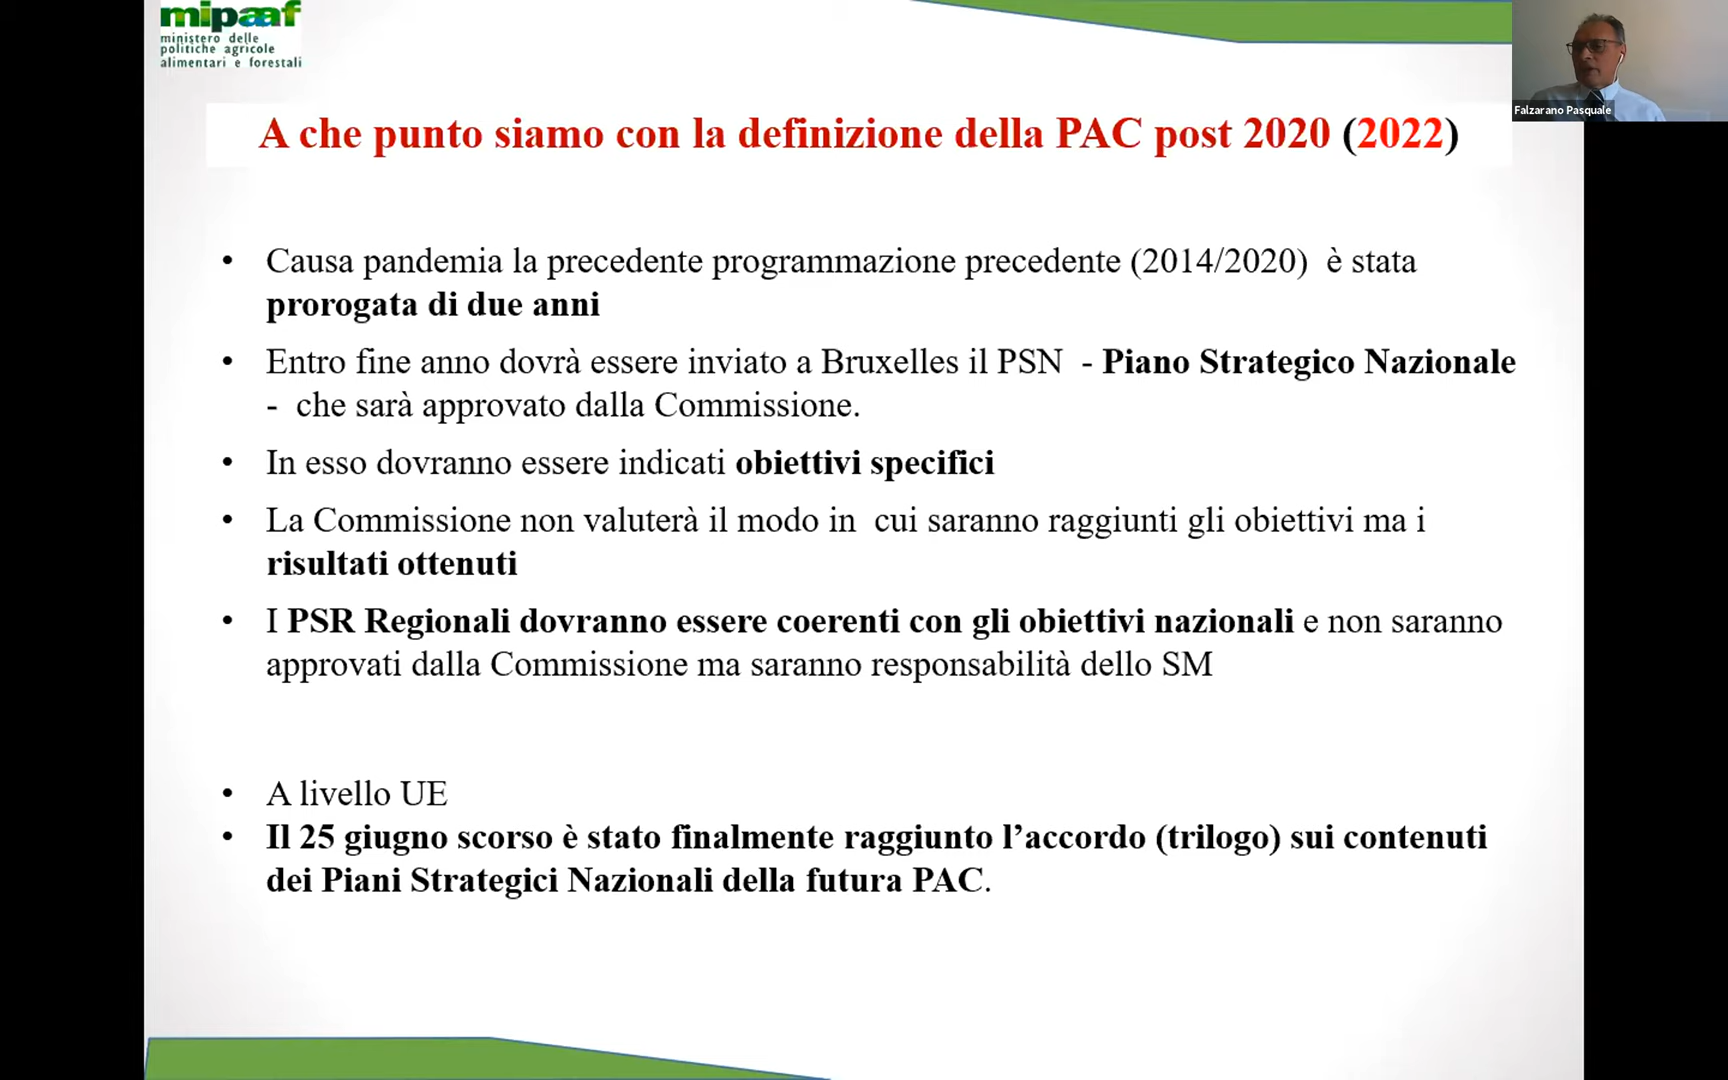 mipaaf
ministero delle
politiche agricole
alimentari e forestali
Falzarano Pasquale
A che punto siamo con la definizione della PAC post 2020 (2022)
• Causa pandemia la precedente programmazione precedente (2014/2020) è stata
prorogata di due anni
• Entro fine anno dovrà essere inviato a Bruxelles il PSN - Piano Strategico Nazionale
- che sarà approvato dalla Commissione.
• In esso dovranno essere indicati obiettivi specifici
• La Commissione non valuterà il modo in cui saranno raggiunti gli obiettivi ma i
risultati ottenuti
• I PSR Regionali dovranno essere coerenti con gli obiettivi nazionali e non saranno
approvati dalla Commissione ma saranno responsabilità dello SM
• A livello UE
• Il 25 giugno scorso è stato finalmente raggiunto l’accordo (trilogo) sui contenuti
dei Piani Strategici Nazionali della futura PAC.